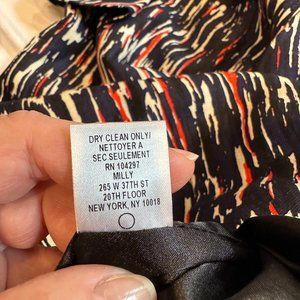 DRY CLEAN ONLY/
NETTOYER A
SEC SEULEMENT
RN 104297
MILLY
265 W 37TH ST
20TH FLOOR
NEW YORK, NY 10018